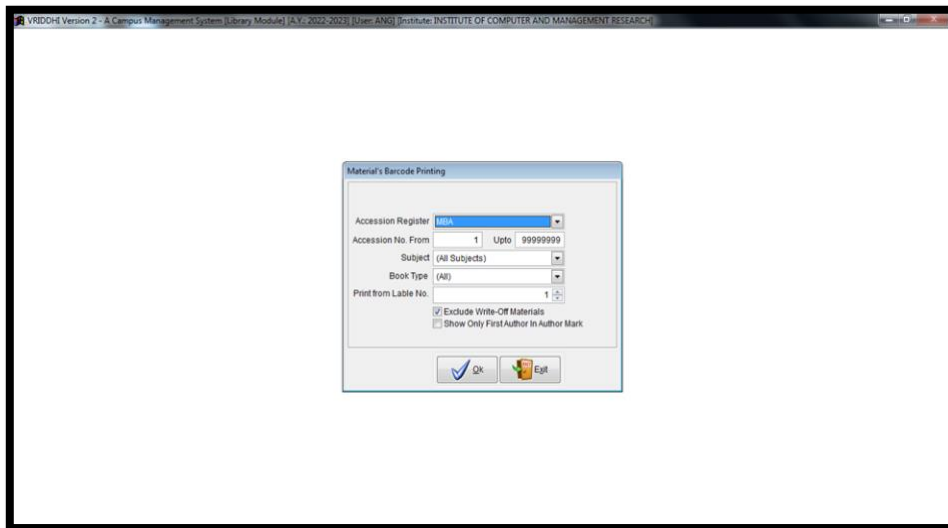 VRIDDHI Version 2 - A Campus Management System [Library Module] [A.Y.: 2022-2023] [User: ANG] [Institute: INSTITUTE OF COMPUTER AND MANAGEMENT RESEARCH]
Material's Barcode Printing
Accession Register MBA
Accession No. From 1 Upto 99999999
Subject (All Subjects)
Book Type (All)
Print from Lable No. 1
Exclude Write-Off Materials
Show Only First Author In Author Mark
Ok Exit